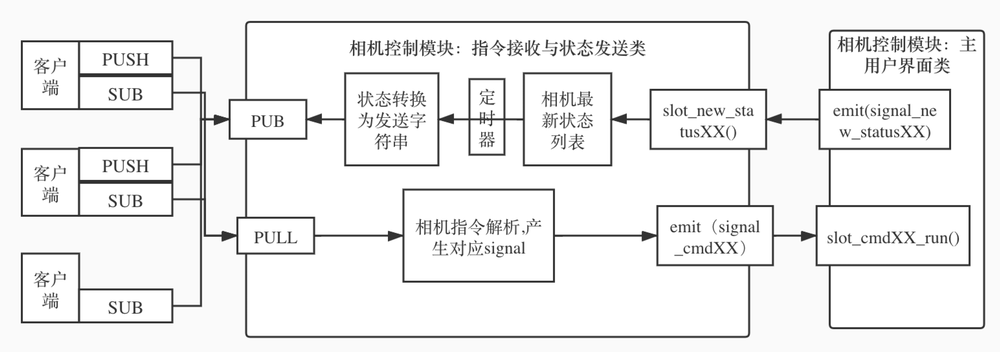 客户
端
PUSH
SUB
客户
端
PUSH
SUB
客户
端
SUB
相机控制模块：指令接收与状态发送类
PUB
状态转换
为发送字
符串
定
时
器
相机最
新状态
列表
slot_new_sta
tusXX()
PULL
相机指令解析,产
生对应signal
emit（signal
_cmdXX）
相机控制模块：主
用户界面类
emit(signal_ne
w_statusXX)
slot_cmdXX_run()